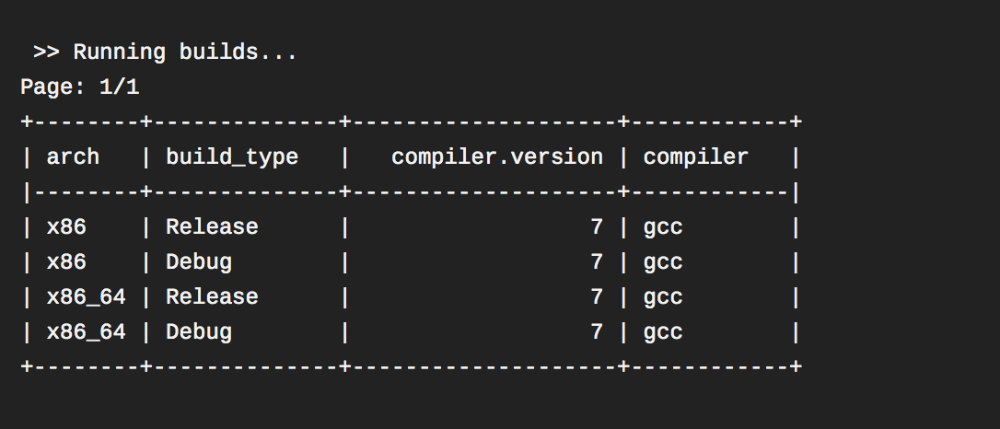 >> Running builds...
Page: 1/1
+--------+--------------+--------------------+------------+
| arch   | build_type   |   compiler.version | compiler   |
|--------+--------------+--------------------+------------|
| x86    | Release      |                  7 | gcc        |
| x86    | Debug        |                  7 | gcc        |
| x86_64 | Release      |                  7 | gcc        |
| x86_64 | Debug        |                  7 | gcc        |
+--------+--------------+--------------------+------------+